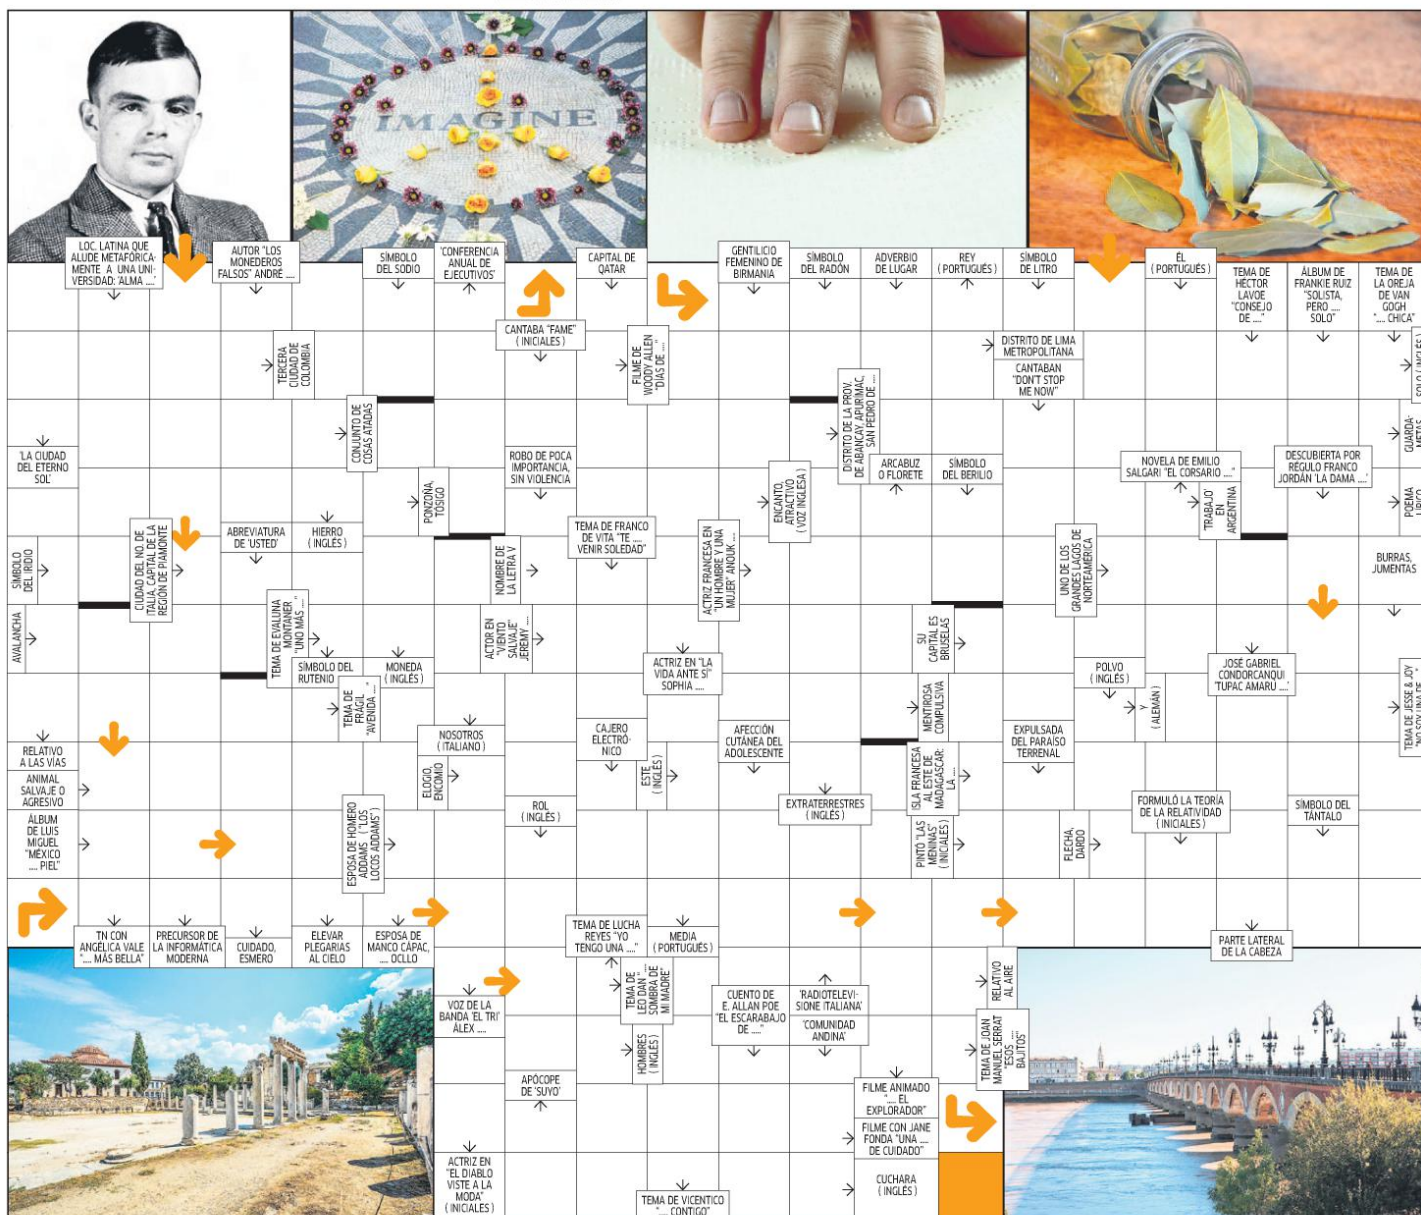 IMAGINE
LOC. LATINA QUE
ALUDE METAFÓRICA-
MENTE A UNA UNI-
VERSIDAD: 'ALMA ....'
AUTOR "LOS
MONEDEROS
FALSOS" ANDRÉ ....
SÍMBOLO
DEL SODIO
'CONFERENCIA
ANUAL DE
EJECUTIVOS'
CAPITAL DE
QATAR
GENTILICIO
FEMENINO DE
BIRMANIA
SÍMBOLO
DEL RADÓN
ADVERBIO
DE LUGAR
REY
(PORTUGUÉS)
SÍMBOLO
DE LITRO
ÉL
(PORTUGUÉS)
TEMA DE
HÉCTOR
LAVOE
"CONSEJO
DE ...."
ÁLBUM DE
FRANKIE RUIZ
"SOLISTA,
PERO ....
SOLO"
TEMA DE
LA OREJA
DE VAN
GOGH
".... CHICA"
TERCERA
CIUDAD DE
COLOMBIA
CANTABA "FAME"
(INICIALES)
FILME DE
WOODY ALLEN
"DÍAS DE ...."
DISTRITO DE LIMA
METROPOLITANA
CANTABAN
"DON'T STOP
ME NOW"
SOLO (INGLÉS)
'LA CIUDAD
DEL ETERNO
SOL'
CONJUNTO DE
COSAS ATADAS
ROBO DE POCA
IMPORTANCIA,
SIN VIOLENCIA
DISTRITO DE LA PROV.
DE ABANCAY, APURIMAC,
SAN PEDRO DE ....
ARCABUZ
O FLORETE
SÍMBOLO
DEL BERILIO
NOVELA DE EMILIO
SALGARI "EL CORSARIO ...."
DESCUBIERTA POR
RÉGULO FRANCO
JORDÁN 'LA DAMA ....'
GUARDA-
METAS
PONZOÑA,
TÓSIGO
ENCANTO,
ATRACTIVO
(VOZ INGLESA)
'TRABAJO'
EN
ARGENTINA
POEMA
LÍRICO
SÍMBOLO
DEL IRIDIO
CIUDAD DEL NO. DE
ITALIA, CAPITAL DE LA
REGIÓN DE PIAMONTE
ABREVIATURA
DE 'USTED'
HIERRO
(INGLÉS)
NOMBRE DE
LA LETRA V
TEMA DE FRANCO
DE VITA "TE ....
VENIR SOLEDAD"
ACTRIZ FRANCESA EN
"UN HOMBRE Y UNA
MUJER" ANOUK ....
UNO DE LOS
GRANDES LAGOS DE
NORTEAMÉRICA
BURRAS,
JUMENTAS
AVALANCHA
TEMA DE EVALUNA
MONTANER
"UNO MÁS ...."
SÍMBOLO DEL
RUTENIO
MONEDA
(INGLÉS)
ACTOR EN
"VIENTO
SALVAJE"
JEREMY ....
ACTRIZ EN "LA
VIDA ANTE SÍ"
SOPHIA ....
SU
CAPITAL ES
BRUSELAS
POLVO
(INGLÉS)
JOSÉ GABRIEL
CONDORCANQUI
'TUPAC AMARU ....'
TEMA DE
FRÁGIL
"AVENIDA ...."
MENTIROSA
COMPULSIVA
Y
(ALEMÁN)
TEMA DE JESSE & JOY
"NO SOY UNA DE ...."
RELATIVO
A LAS VÍAS
ANIMAL
SALVAJE O
AGRESIVO
ÁLBUM
DE LUIS
MIGUEL
"MÉXICO
.... PIEL"
NOSOTROS
(ITALIANO)
ELOGIO,
ENCOMIO
CAJERO
ELECTRÓ-
NICO
ESTE
(INGLÉS)
AFECCIÓN
CUTÁNEA DEL
ADOLESCENTE
ISLA FRANCESA
AL ESTE DE
MADAGASCAR:
LA ....
EXPULSADA
DEL PARAÍSO
TERRENAL
ESPOSA DE HOMERO
ADDAMS ("LOS
LOCOS ADDAMS")
ROL
(INGLÉS)
EXTRATERRESTRES
(INGLÉS)
PINTÓ "LAS
MENINAS"
(INICIALES)
FLECHA,
DARDO
FORMULÓ LA TEORÍA
DE LA RELATIVIDAD
(INICIALES)
SÍMBOLO DEL
TÁNTALO
TN CON
ANGÉLICA VALE
".... MÁS BELLA"
PRECURSOR DE
LA INFORMÁTICA
MODERNA
CUIDADO,
ESMERO
ELEVAR
PLEGARIAS
AL CIELO
ESPOSA DE
MANCO CÁPAC,
.... OCLLO
TEMA DE LUCHA
REYES "YO
TENGO UNA ...."
MEDIA
(PORTUGUÉS)
PARTE LATERAL
DE LA CABEZA
VOZ DE LA
BANDA 'EL TRI'
ÁLEX ....
TEMA DE
LEO DAN "....
SOMBRA DE
MI MADRE"
CUENTO DE
E. ALLAN POE
"EL ESCARABAJO
DE ...."
'RADIOTELEVI-
SIONE ITALIANA'
'COMUNIDAD
ANDINA'
RELATIVO
AL AIRE
HOMBRES
(INGLÉS)
TEMA DE JOAN
MANUEL SERRAT
"ESOS ....
BAJITOS"
APÓCOPE
DE 'SUYO'
FILME ANIMADO
".... EL
EXPLORADOR"
FILME CON JANE
FONDA "UNA ....
DE CUIDADO"
CUCHARA
(INGLÉS)
ACTRIZ EN
"EL DIABLO
VISTE A LA
MODA"
(INICIALES)
TEMA DE VICENTICO
".... CONTIGO"